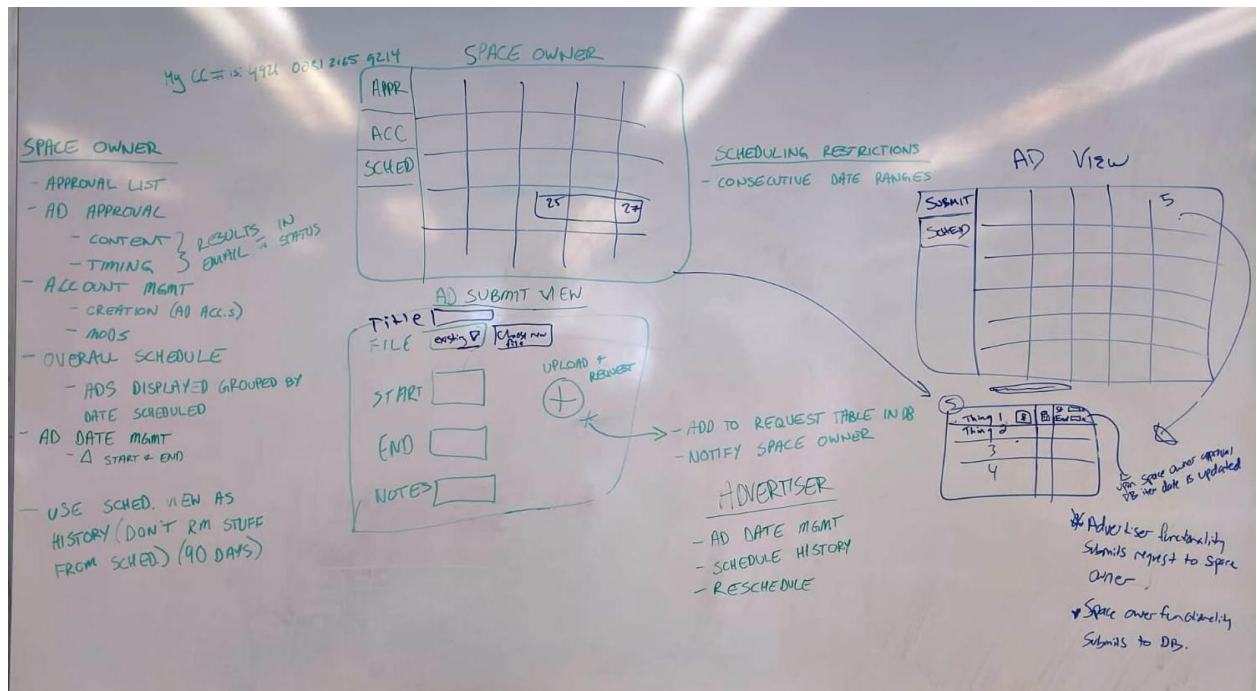 My CC # is:
SPACE OWNER
APPR
ACC
SCHED
25 27
SPACE OWNER
- APPROVAL LIST
- AD APPROVAL
- CONTENT } RESULTS IN
- TIMING } EMAIL + STATUS
- ACCOUNT MGMT
- CREATION (AD ACC.S)
- MODS
- OVERALL SCHEDULE
- ADS DISPLAYED GROUPED BY
DATE SCHEDULED
- AD DATE MGMT
- Δ START & END
- USE SCHED. VIEW AS
HISTORY (DON'T RM STUFF
FROM SCHED.) (90 DAYS)
AD SUBMIT VIEW
Title
FILE existing ▽ Choose new
file
START
END
NOTES
UPLOAD +
REQUEST
+
- ADD TO REQUEST TABLE IN DB
- NOTIFY SPACE OWNER
SCHEDULING RESTRICTIONS
- CONSECUTIVE DATE RANGES
ADVERTISER
- AD DATE MGMT
- SCHEDULE HISTORY
- RESCHEDULE
AD VIEW
SUBMIT
SCHED
5
5
Thing 1
Thing 2
3
4
Upon space owner approval
DB date is updated
* Advertiser functionality
Submits request to Space
owner
* Space owner functionality
Submits to DB.